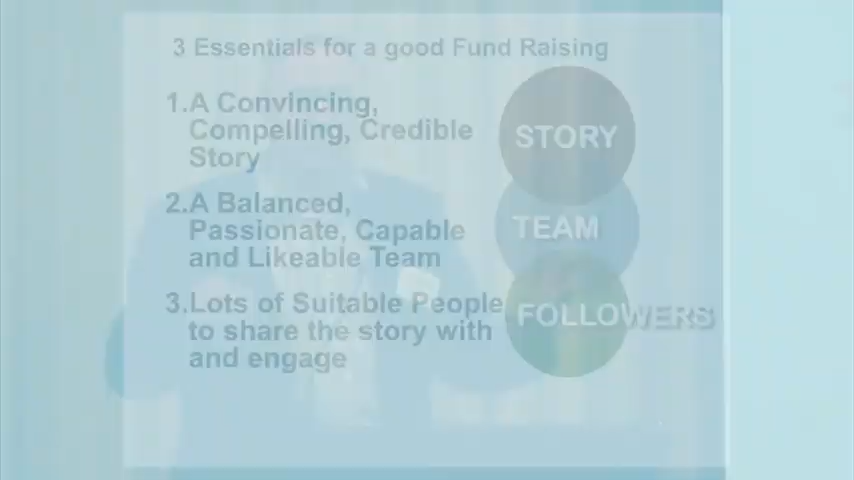 3 Essentials for a good Fund Raising
1.A Convincing,
Compelling, Credible
Story
STORY
2.A Balanced,
Passionate, Capable
and Likeable Team
TEAM
3.Lots of Suitable People
to share the story with
and engage
FOLLOWERS